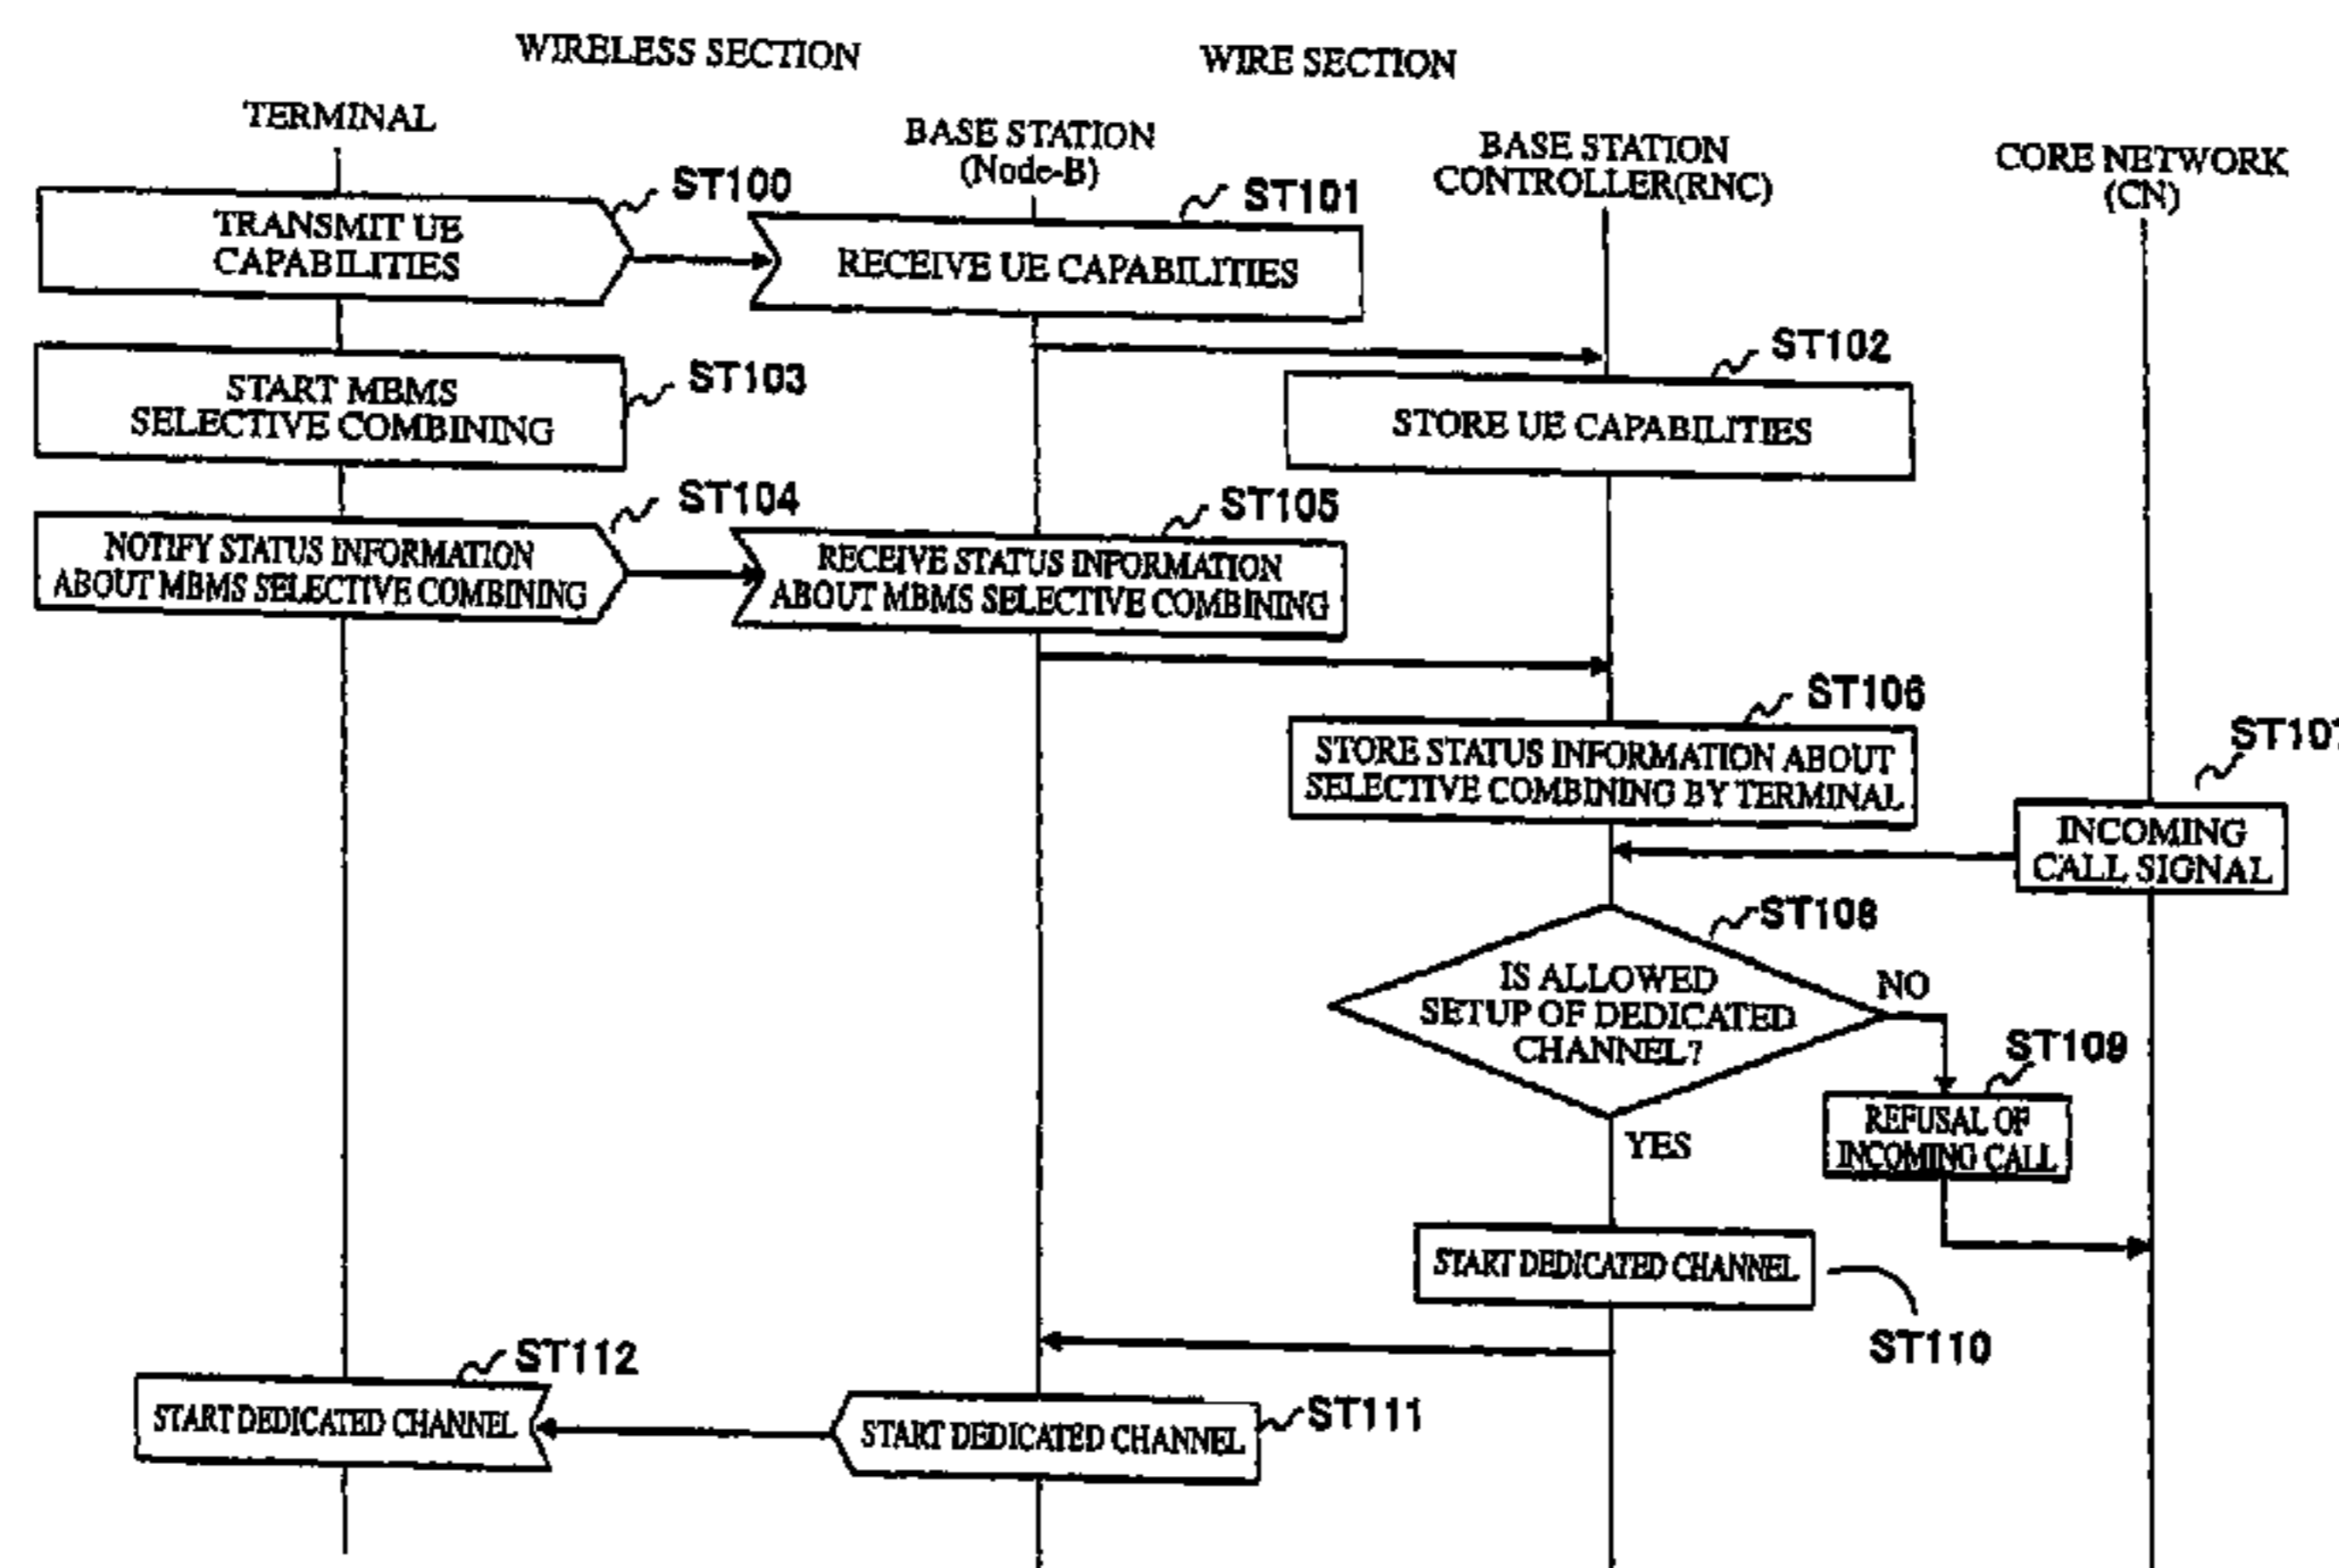 WIRELESS SECTION
WIRE SECTION
TERMINAL
BASE STATION
(Node-B)
BASE STATION
CONTROLLER(RNC)
CORE NETWORK
(CN)
ST100
TRANSMIT UE
CAPABILITIES
ST101
RECEIVE UE CAPABILITIES
ST102
STORE UE CAPABILITIES
ST103
START MBMS
SELECTIVE COMBINING
ST104
NOTIFY STATUS INFORMATION
ABOUT MBMS SELECTIVE COMBINING
ST105
RECEIVE STATUS INFORMATION
ABOUT MBMS SELECTIVE COMBINING
ST106
STORE STATUS INFORMATION ABOUT
SELECTIVE COMBINING BY TERMINAL
ST107
INCOMING
CALL SIGNAL
ST108
IS ALLOWED
SETUP OF DEDICATED
CHANNEL?
NO
YES
ST109
REFUSAL OF
INCOMING CALL
START DEDICATED CHANNEL
ST110
ST112
START DEDICATED CHANNEL
START DEDICATED CHANNEL
ST111